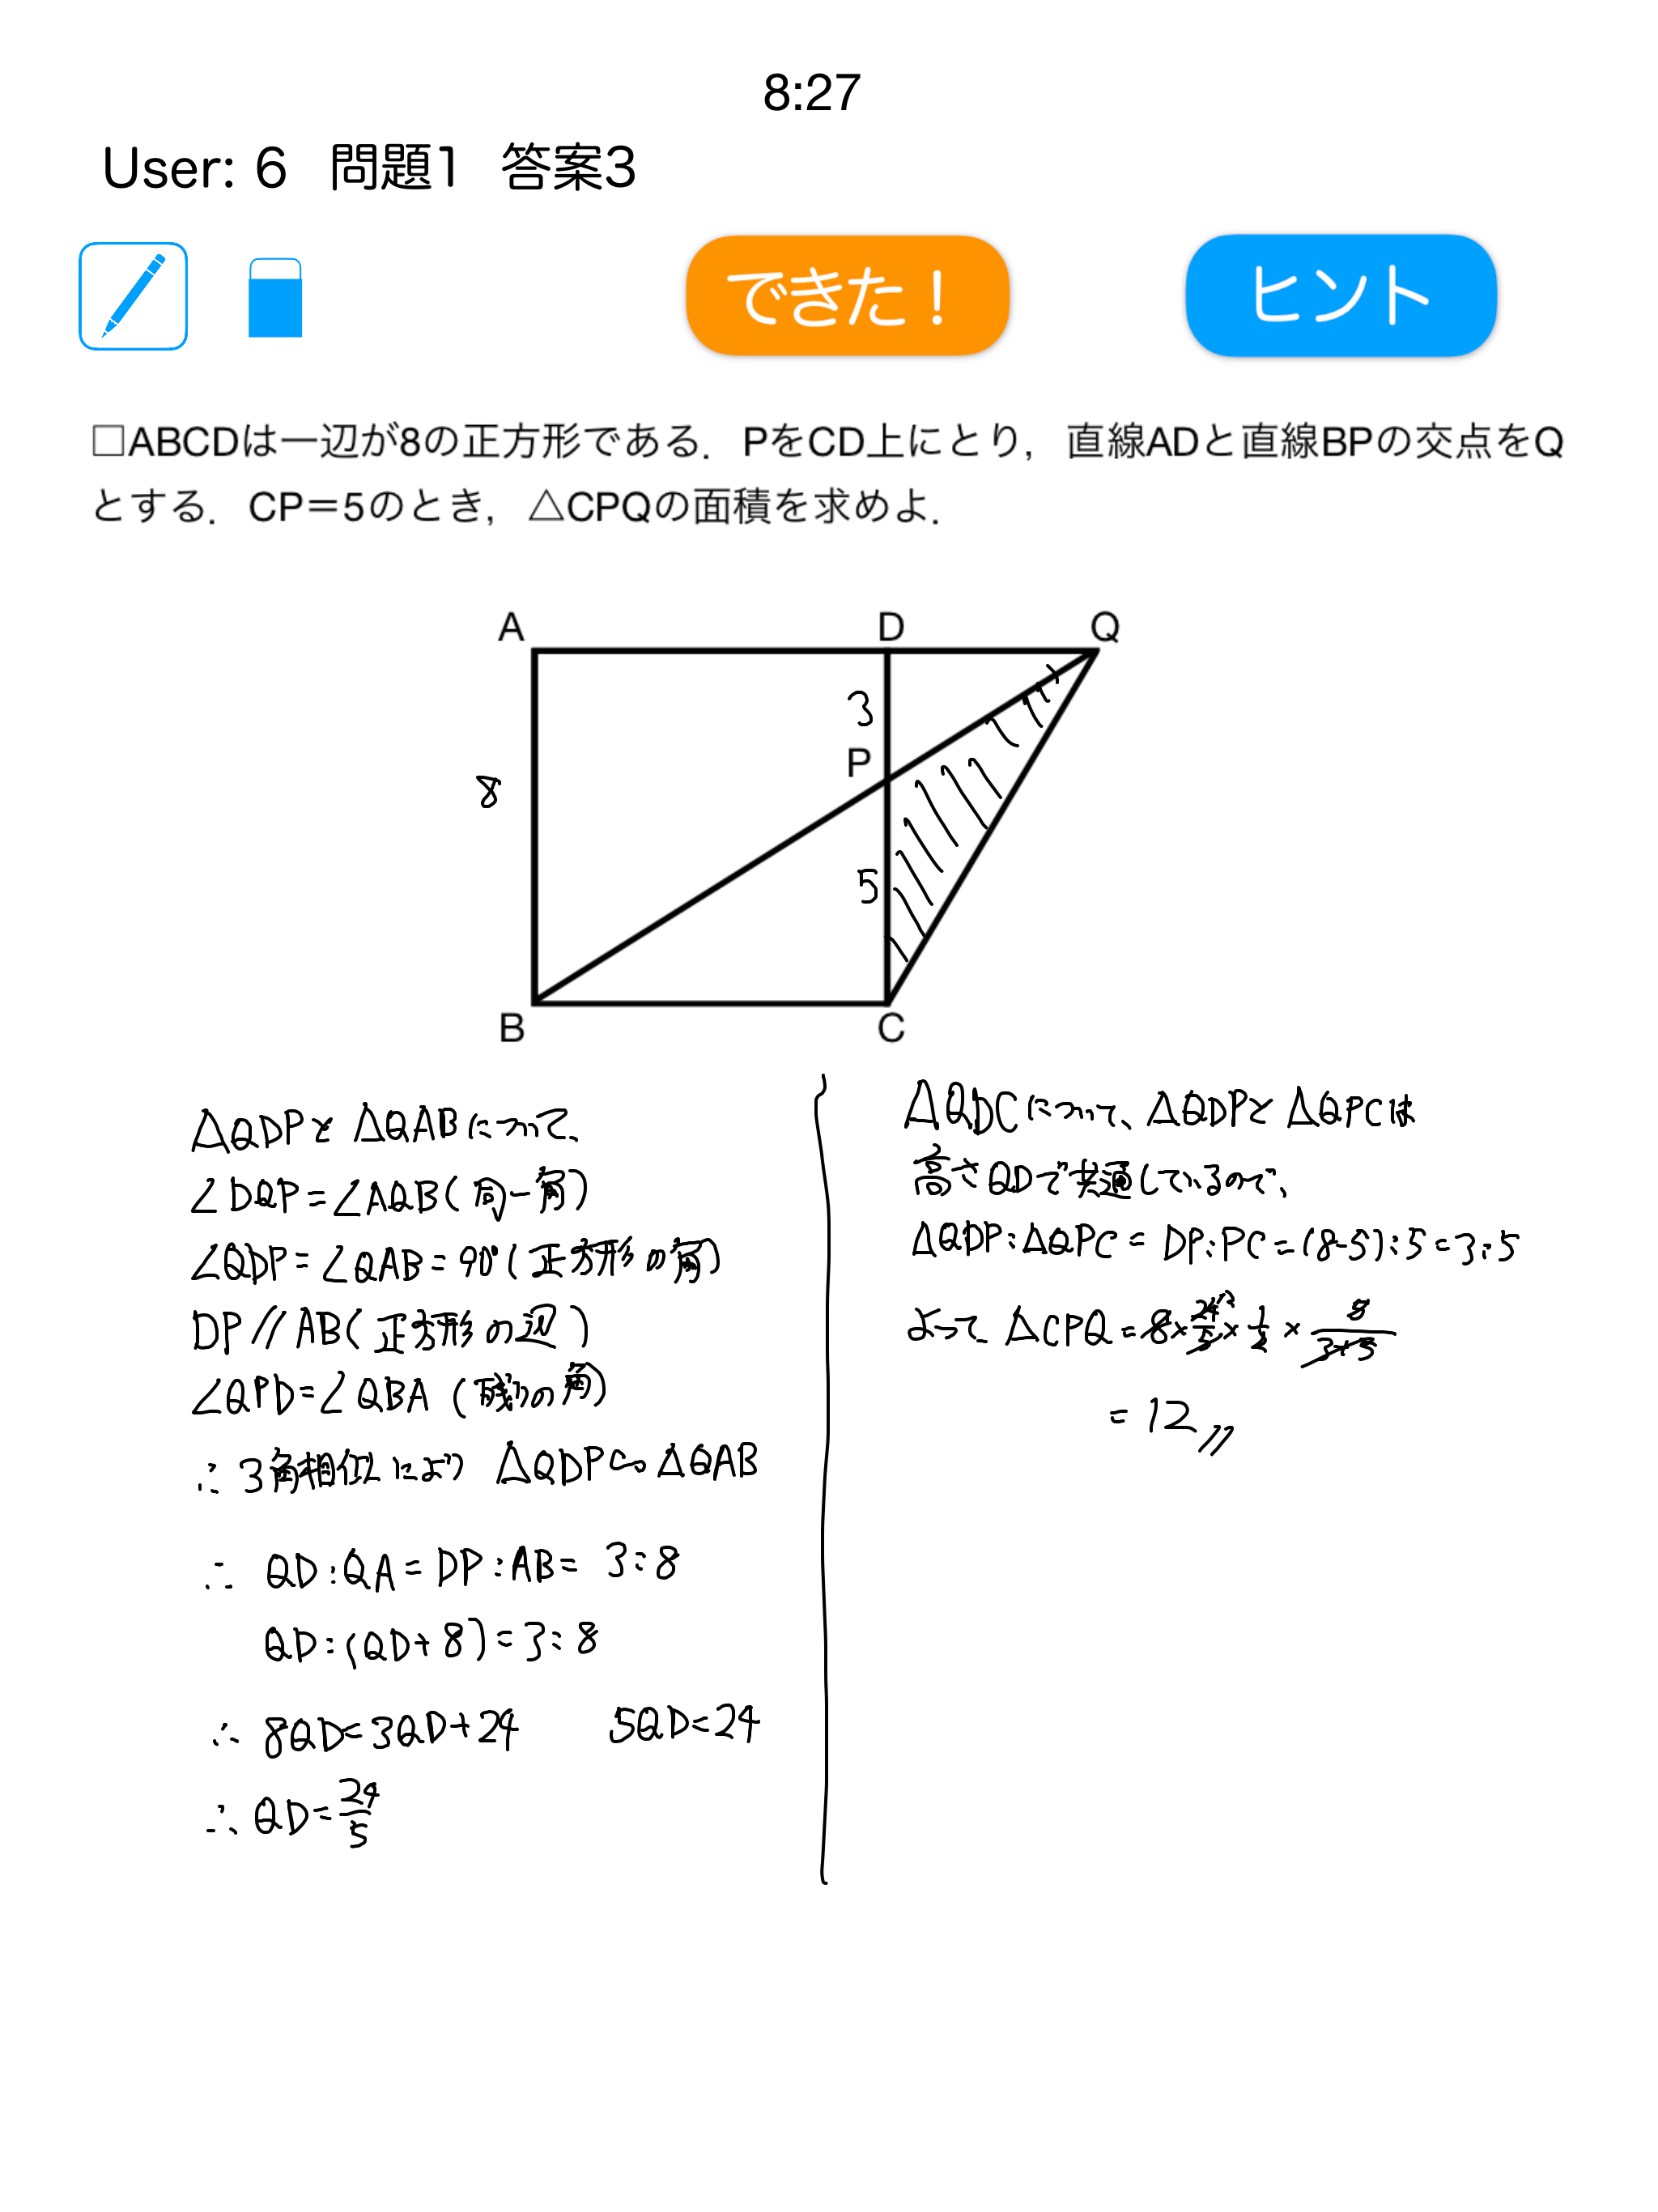 8:27
User: 6 問題1 答案3
できた！
ヒント
□ABCDは一辺が8の正方形である．PをCD上にとり，直線ADと直線BPの交点をQ
とする．CP＝5のとき，△CPQの面積を求めよ．
A
D
Q
3
P
8
5
B
C
△QDPと△QABについて、
∠DQP=∠AQB(同一角)
∠QDP=∠QAB=90°(正方形の角)
DP//AB(正方形の辺)
∠QPD=∠QBA (残りの角)
∴ 3角相似により △QDP∽△QAB
∴ QD:QA=DP:AB= 3:8
QD:(QD+8)=3:8
∴ 8QD=3QD+24 5QD=24
∴ QD=24/5
△QDCについて、△QDPと△QPCは
高さQDで共通しているので、
△QDP:△QPC= DP:PC=(8-5):5=3:5
よって △CPQ=8×24/5×1/2×5/(3+5)
=12//